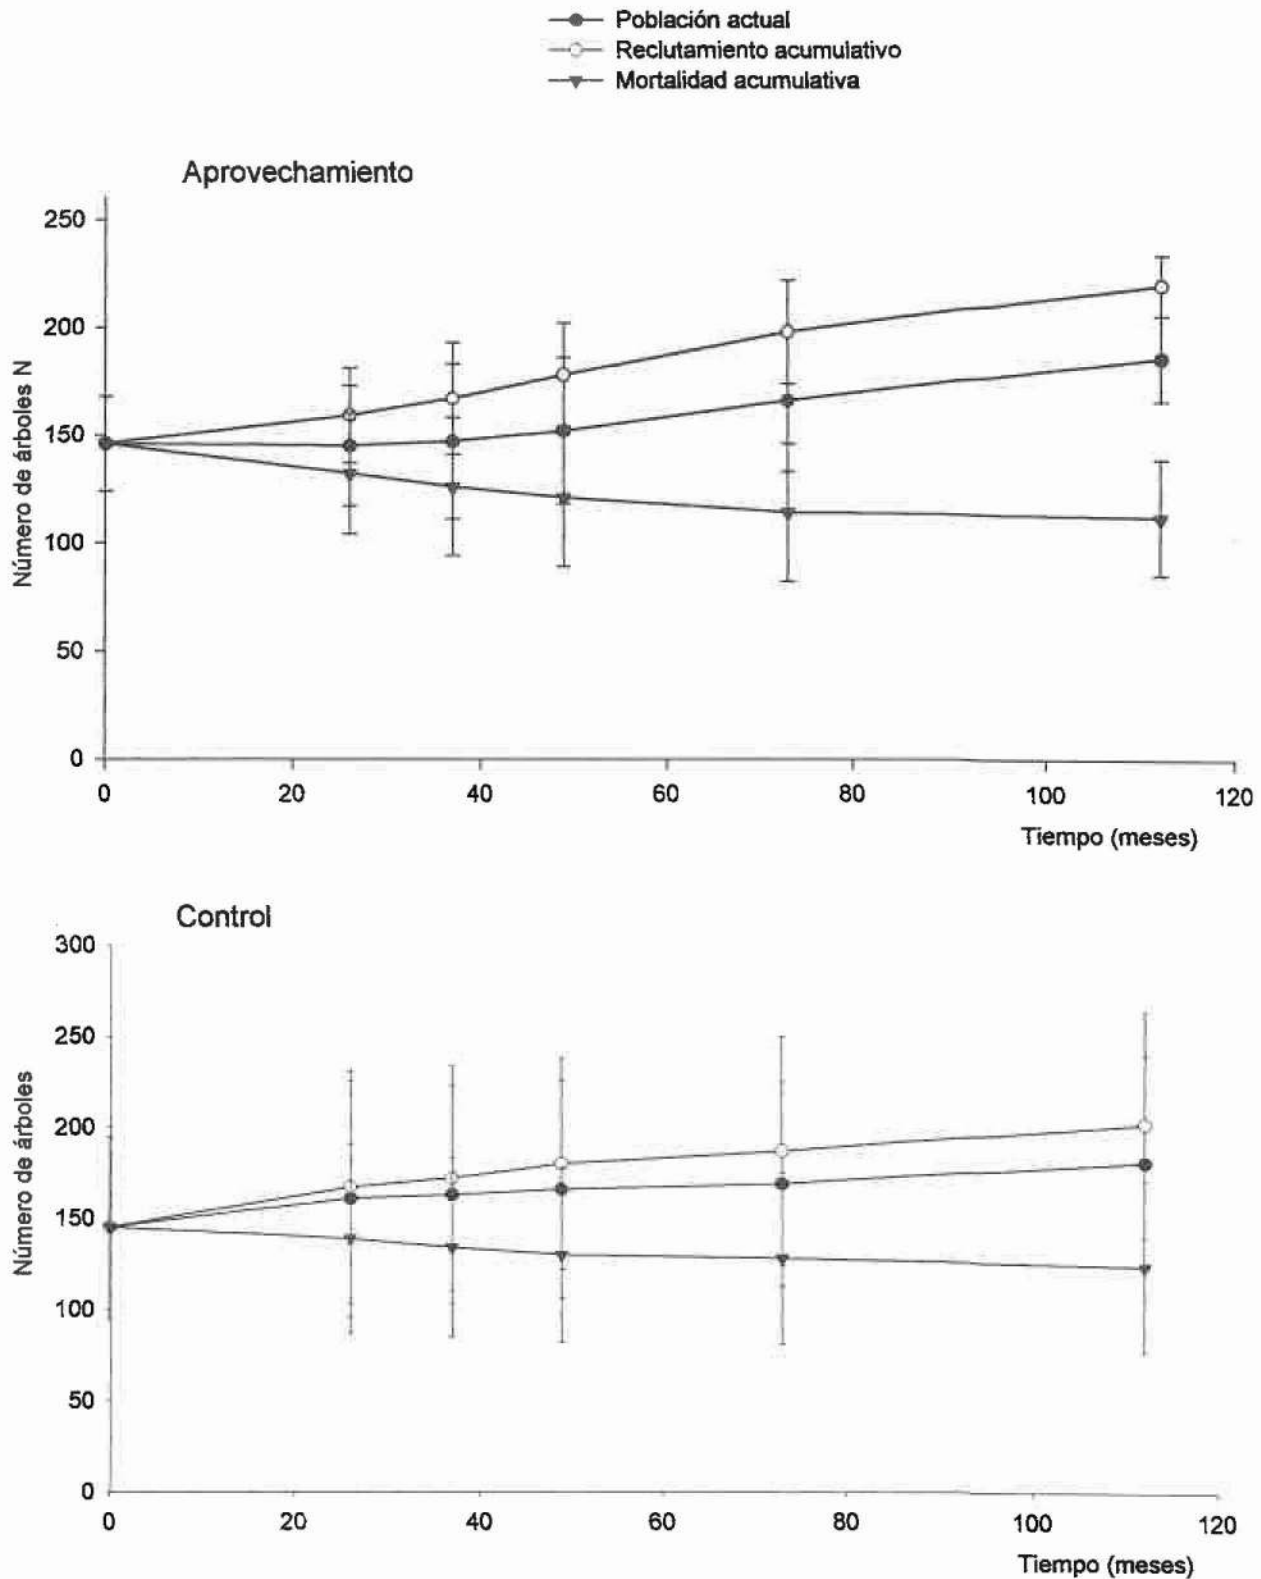 Población actual
Reclutamiento acumulativo
Mortalidad acumulativa
Aprovechamiento
250
200
150
100
50
0
Número de árboles N
0 20 40 60 80 100 120
Tiempo (meses)
Control
300
250
200
150
100
50
0
Número de árboles
0 20 40 60 80 100 120
Tiempo (meses)